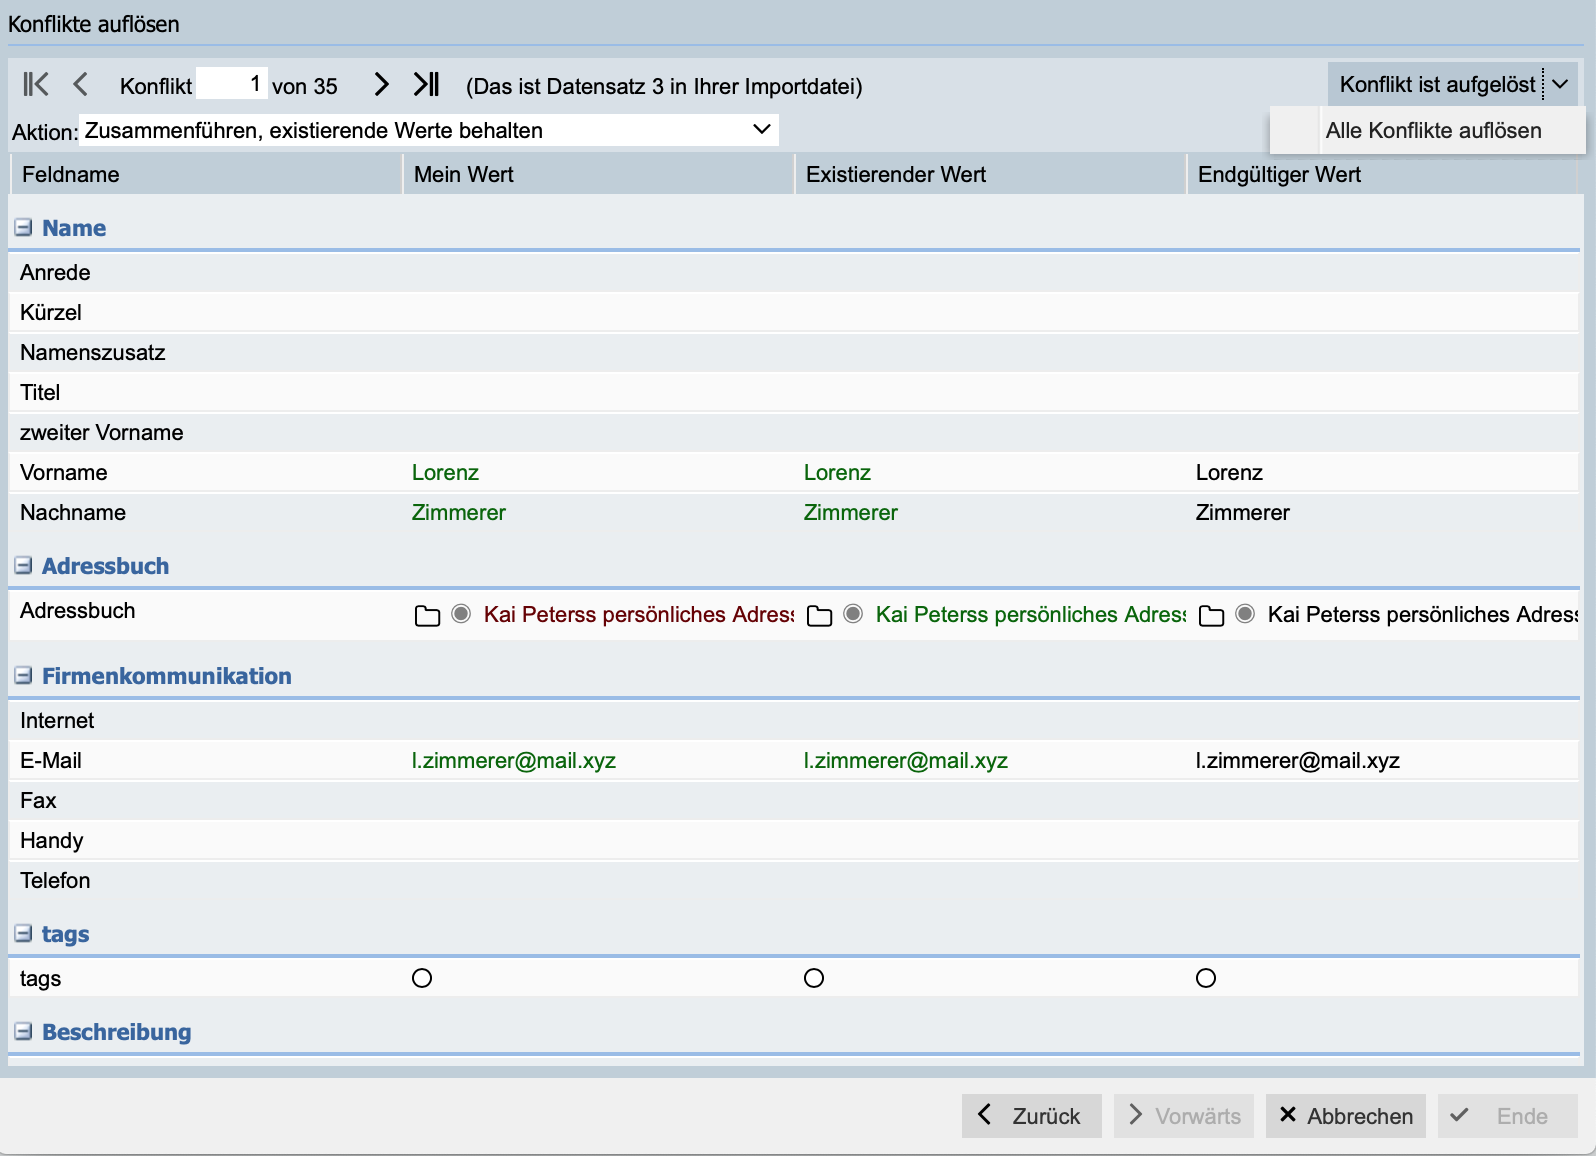 Konflikte auflösen
Konflikt 1 von 35 (Das ist Datensatz 3 in Ihrer Importdatei) Konflikt ist aufgelöst
Aktion: Zusammenführen, existierende Werte behalten Alle Konflikte auflösen
Feldname Mein Wert Existierender Wert Endgültiger Wert
Name
Anrede
Kürzel
Namenszusatz
Titel
zweiter Vorname
Vorname Lorenz Lorenz Lorenz
Nachname Zimmerer Zimmerer Zimmerer
Adressbuch
Adressbuch Kai Peterss persönliches Adress Kai Peterss persönliches Adress Kai Peterss persönliches Adress
Firmenkommunikation
Internet
E-Mail l.zimmerer@mail.xyz l.zimmerer@mail.xyz l.zimmerer@mail.xyz
Fax
Handy
Telefon
tags
tags
Beschreibung
Zurück Vorwärts Abbrechen Ende